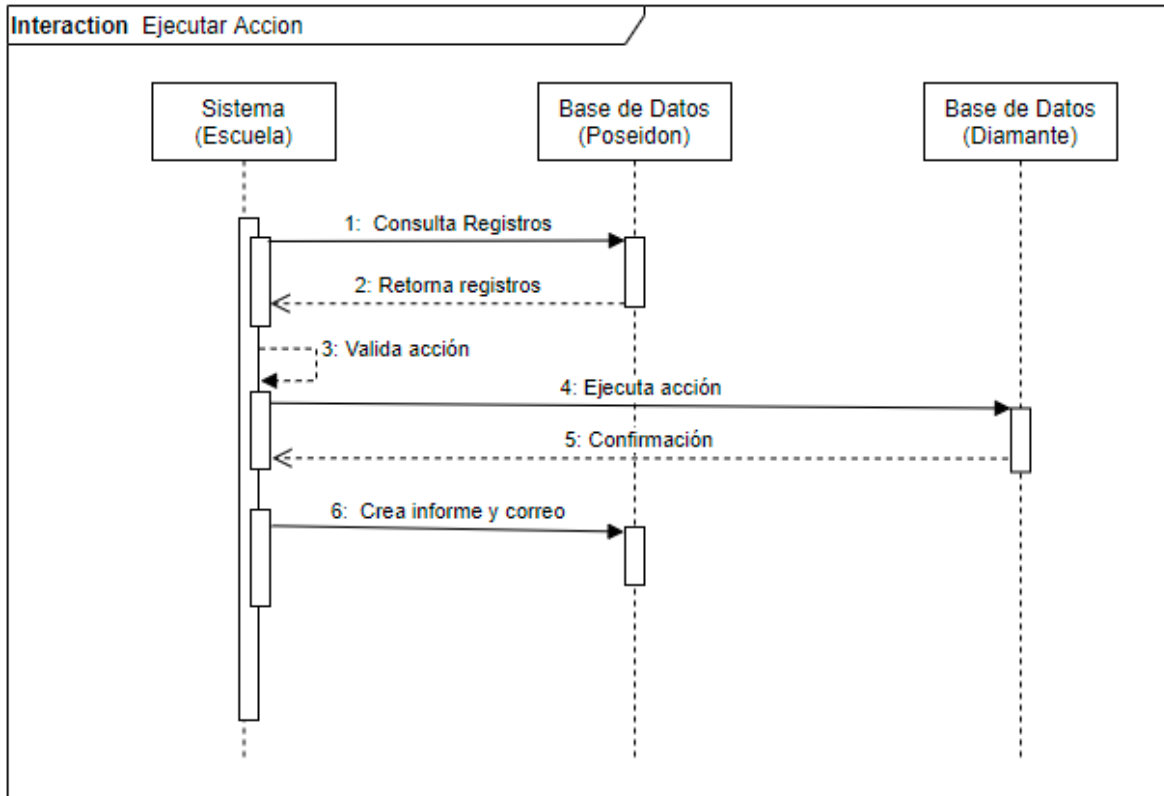 Interaction Ejecutar Accion
Sistema
(Escuela)
Base de Datos
(Poseidon)
Base de Datos
(Diamante)
1: Consulta Registros
2: Retorna registros
3: Valida acción
4: Ejecuta acción
5: Confirmación
6: Crea informe y correo